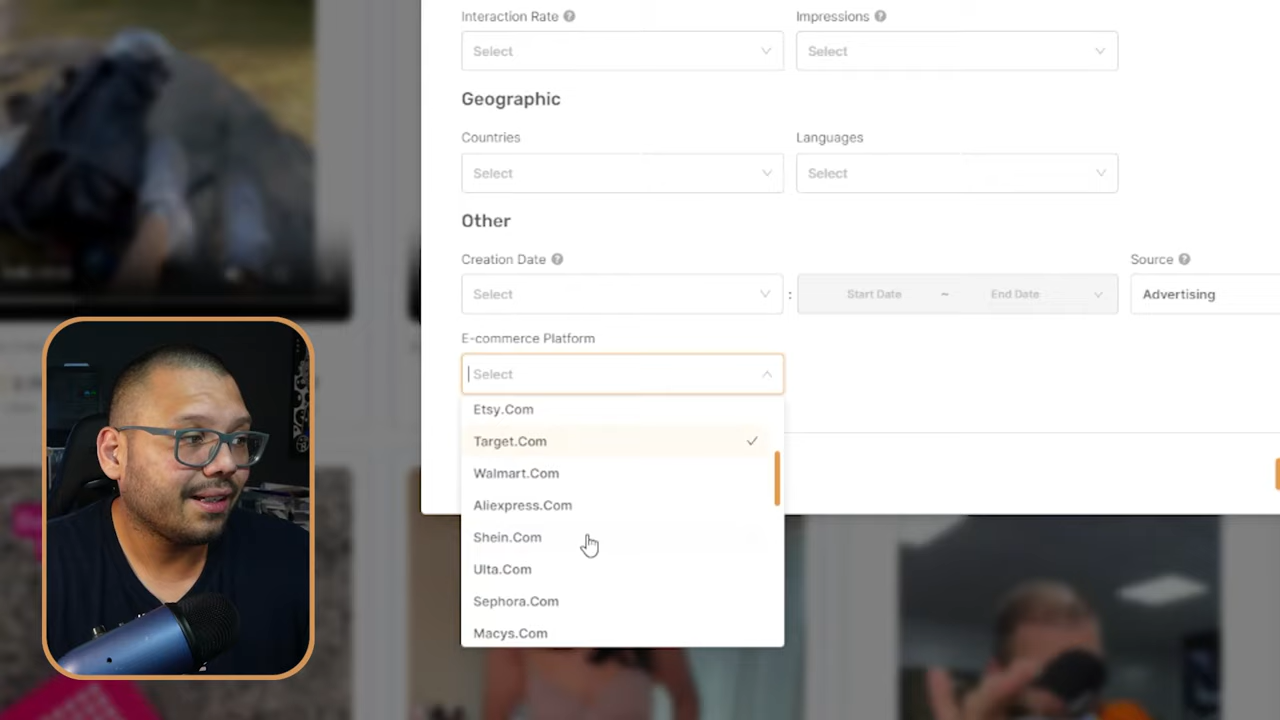 Interaction Rate ?
Impressions ?
Select
Select
Geographic
Countries
Languages
Select
Select
Other
Creation Date ?
Source ?
Select
:
Start Date
~
End Date
Advertising
E-commerce Platform
Select
Etsy.Com
Target.Com
Walmart.Com
Aliexpress.Com
Shein.Com
Ulta.Com
Sephora.Com
Macys.Com